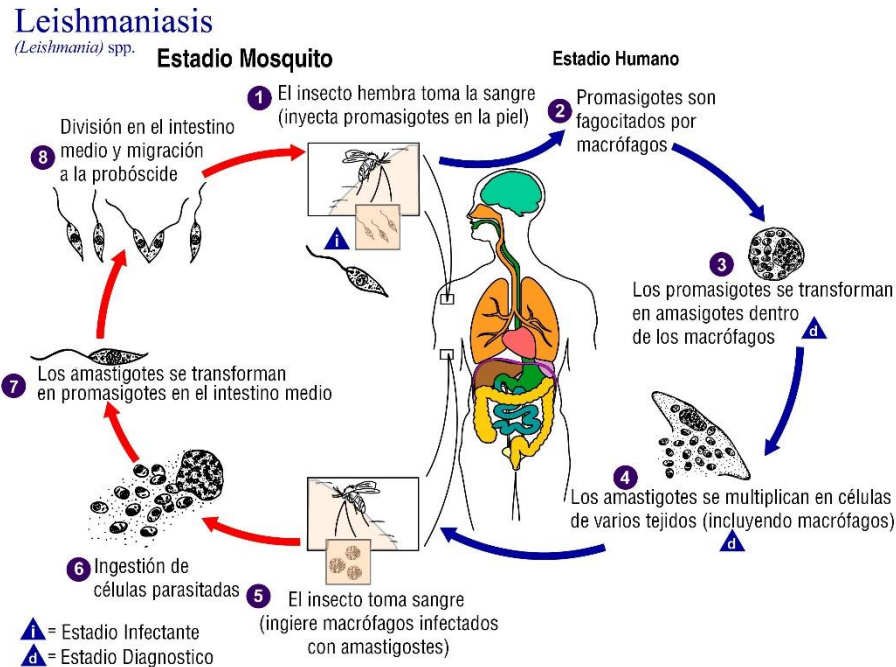 Leishmaniasis
(Leishmania) spp.
Estadio Mosquito
Estadio Humano
1 El insecto hembra toma la sangre
(inyecta promasigotes en la piel)
2 Promasigotes son
fagocitados por
macrófagos
8 División en el intestino
medio y migración
a la probóscide
i
3
Los promasigotes se transforman
en amasigotes dentro
de los macrófagos
d
7 Los amastigotes se transforman
en promasigotes en el intestino medio
4
Los amastigotes se multiplican en células
de varios tejidos (incluyendo macrófagos)
d
6 Ingestión de
células parasitadas
5 El insecto toma sangre
(ingiere macrófagos infectados
con amastigostes)
i = Estadio Infectante
d = Estadio Diagnostico